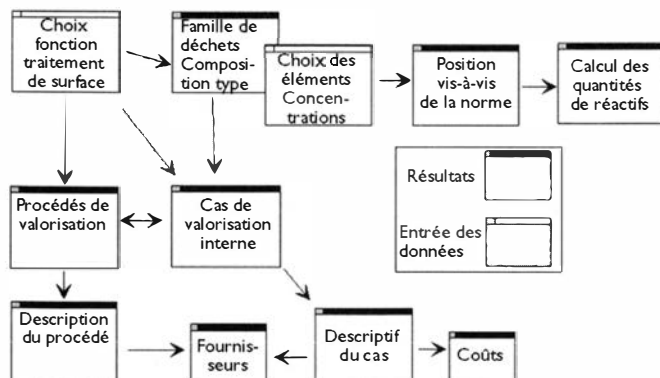 Choix
fonction
traitement
de surface
Famille de
déchets
Composi-
tion type
Choix des
éléments
Concen-
trations
Position
vis-à-vis
de la norme
Calcul des
quantités
de réactifs
Résultats
Entrée des
données
Procédés de
valorisation
Cas de
valorisation
interne
Description
du procédé
Fournis-
seurs
Descriptif
du cas
Coûts